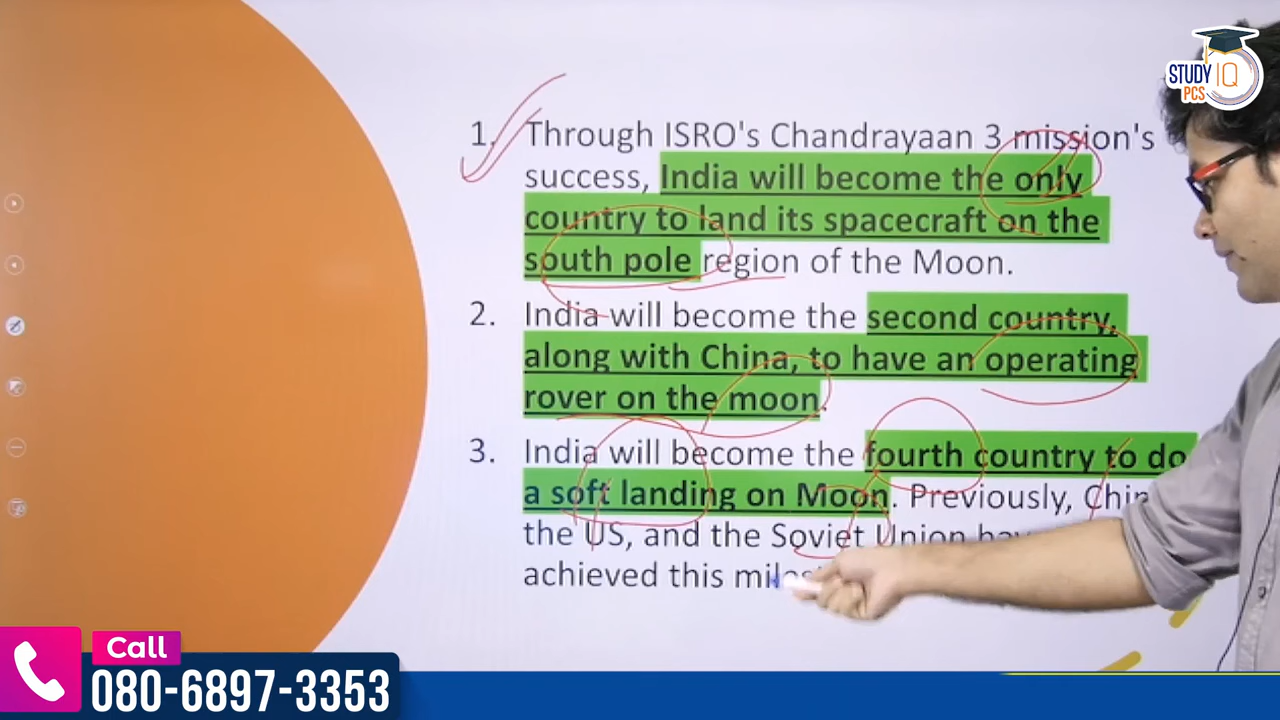 STUDY IQ
PCS
1. Through ISRO's Chandrayaan 3 mission's
success, India will become the only
country to land its spacecraft on the
south pole region of the Moon.
2. India will become the second country,
along with China, to have an operating
rover on the moon.
3. India will become the fourth country to do
a soft landing on Moon. Previously,
the US, and the Soviet Union
achieved this
Call
080-6897-3353